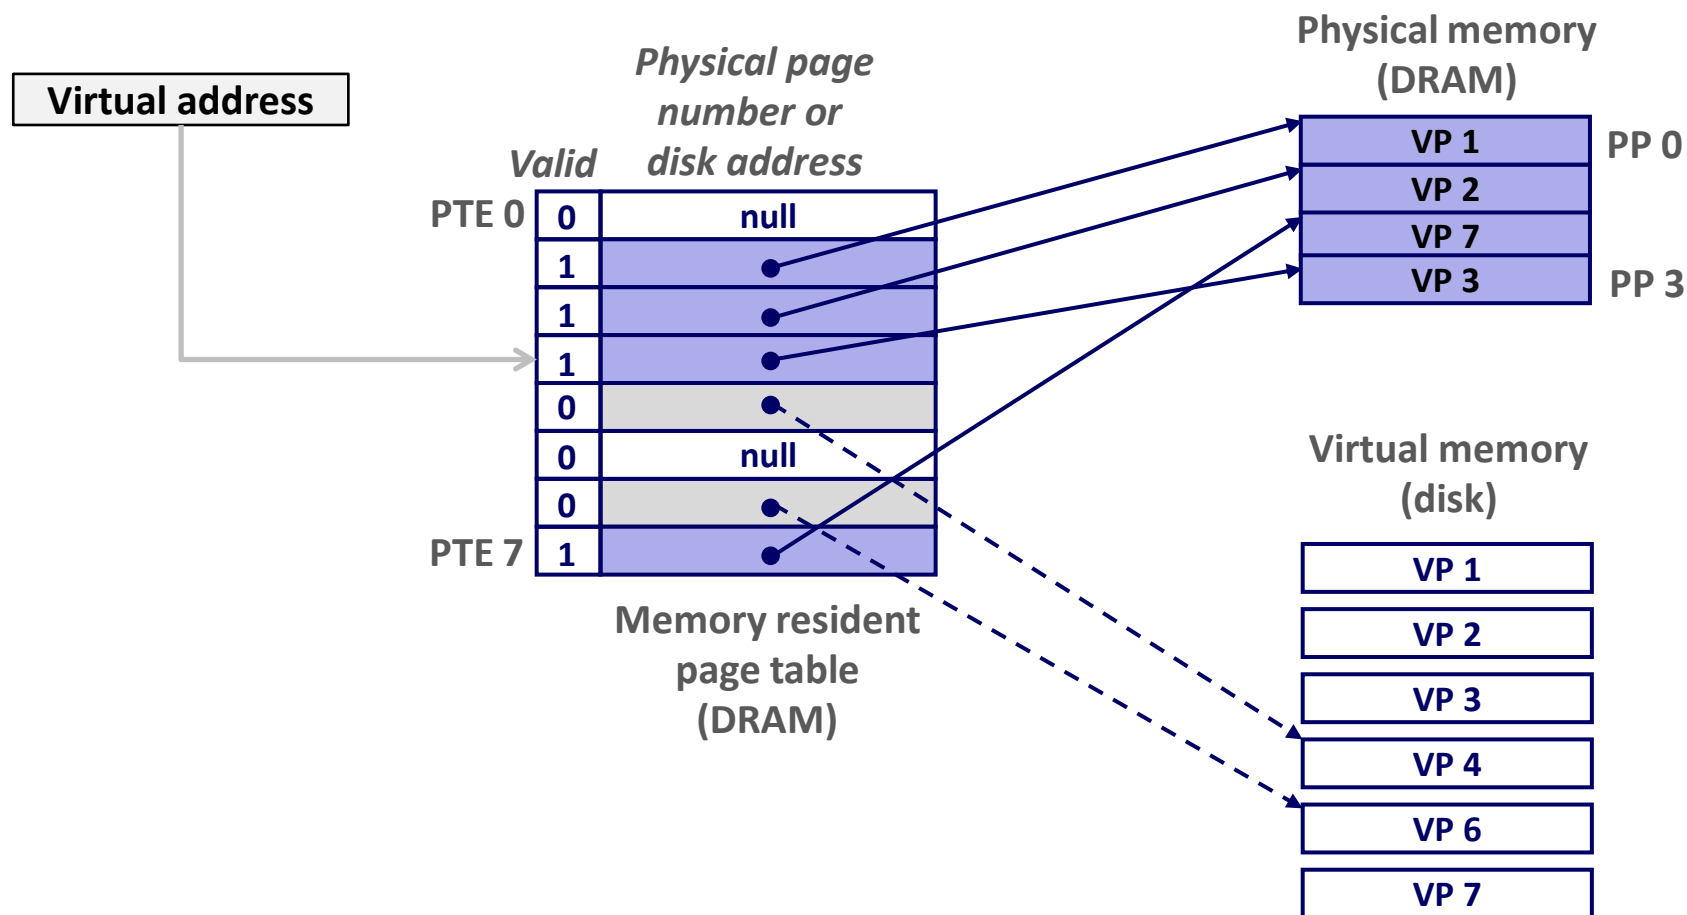 Virtual address
Physical page
number or
disk address
Valid
PTE 0
0
null
1
1
1
0
0
null
0
PTE 7
1
Memory resident
page table
(DRAM)
Physical memory
(DRAM)
VP 1
PP 0
VP 2
VP 7
VP 3
PP 3
Virtual memory
(disk)
VP 1
VP 2
VP 3
VP 4
VP 6
VP 7